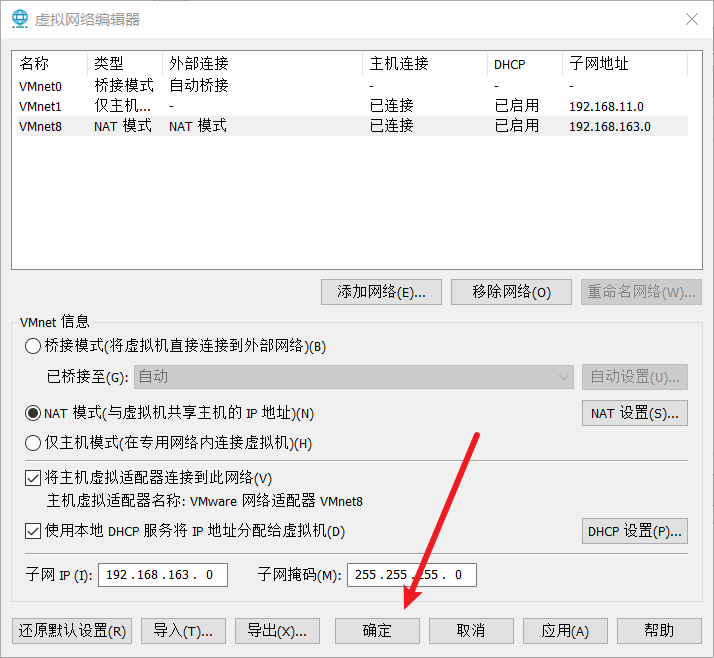 虚拟网络编辑器
名称 类型 外部连接 主机连接 DHCP 子网地址
VMnet0 桥接模式 自动桥接 - - -
VMnet1 仅主机... - 已连接 已启用 192.168.11.0
VMnet8 NAT 模式 NAT 模式 已连接 已启用 192.168.163.0
添加网络(E)... 移除网络(O) 重命名网络(W)...
VMnet 信息
桥接模式(将虚拟机直接连接到外部网络)(B)
已桥接至(G): 自动 自动设置(U)...
NAT 模式(与虚拟机共享主机的 IP 地址)(N) NAT 设置(S)...
仅主机模式(在专用网络内连接虚拟机)(H)
将主机虚拟适配器连接到此网络(V)
主机虚拟适配器名称: VMware 网络适配器 VMnet8
使用本地 DHCP 服务将 IP 地址分配给虚拟机(D) DHCP 设置(P)...
子网 IP (I): 192.168.163. 0 子网掩码(M): 255.255.255. 0
还原默认设置(R) 导入(T)... 导出(X)... 确定 取消 应用(A) 帮助